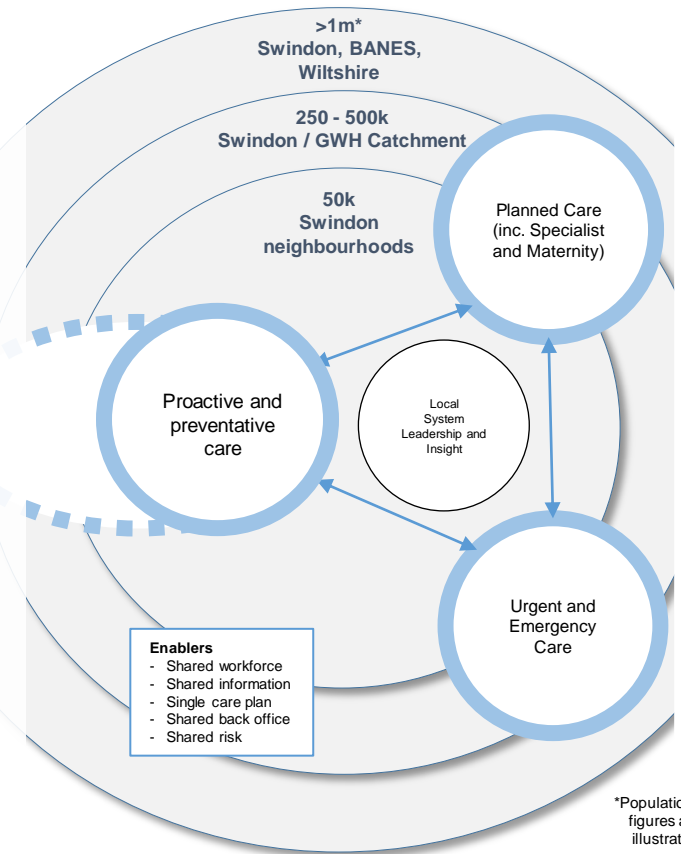 >1m*
Swindon, BANES,
Wiltshire
250 - 500k
Swindon / GWH Catchment
50k
Swindon
neighbourhoods
Planned Care
(inc. Specialist
and Maternity)
Proactive and
preventative
care
Local
System
Leadership and
Insight
Urgent and
Emergency
Care
Enablers
- Shared workforce
- Shared information
- Single care plan
- Shared back office
- Shared risk
figures